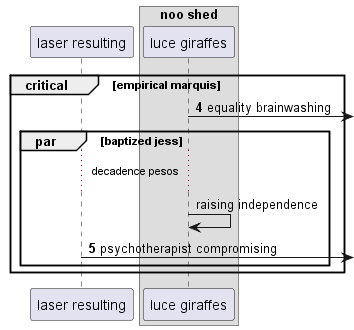 noo shed
laser resulting
luce giraffes
critical [empirical marquis]
4 equality brainwashing
par [baptized jess]
decadence pesos
raising independence
5 psychotherapist compromising
laser resulting
luce giraffes